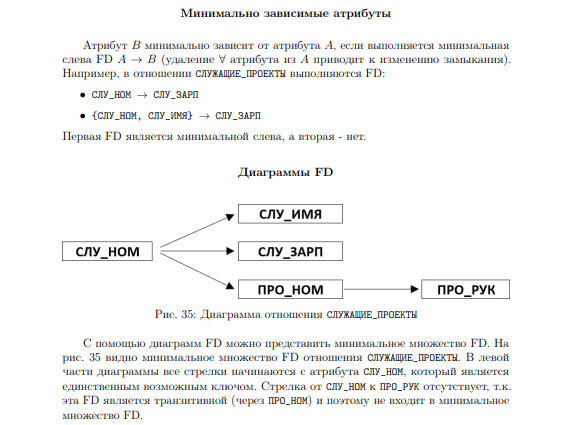 Минимально зависимые атрибуты
Атрибут B минимально зависит от атрибута A, если выполняется минимальная
слева FD A → B (удаление ∀ атрибута из A приводит к изменению замыкания).
Например, в отношении СЛУЖАЩИЕ_ПРОЕКТЫ выполняются FD:
• СЛУ_НОМ → СЛУ_ЗАРП
• {СЛУ_НОМ, СЛУ_ИМЯ} → СЛУ_ЗАРП
Первая FD является минимальной слева, а вторая - нет.
Диаграммы FD
СЛУ_ИМЯ
СЛУ_НОМ
СЛУ_ЗАРП
ПРО_НОМ
ПРО_РУК
Рис. 35: Диаграмма отношения СЛУЖАЩИЕ_ПРОЕКТЫ
С помощью диаграмм FD можно представить минимальное множество FD. На
рис. 35 видно минимальное множество FD отношения СЛУЖАЩИЕ_ПРОЕКТЫ. В левой
части диаграммы все стрелки начинаются с атрибута СЛУ_НОМ, который является
единственным возможным ключом. Стрелка от СЛУ_НОМ к ПРО_РУК отсутствует, т.к.
эта FD является транзитивной (через ПРО_НОМ) и поэтому не входит в минимальное
множество FD.